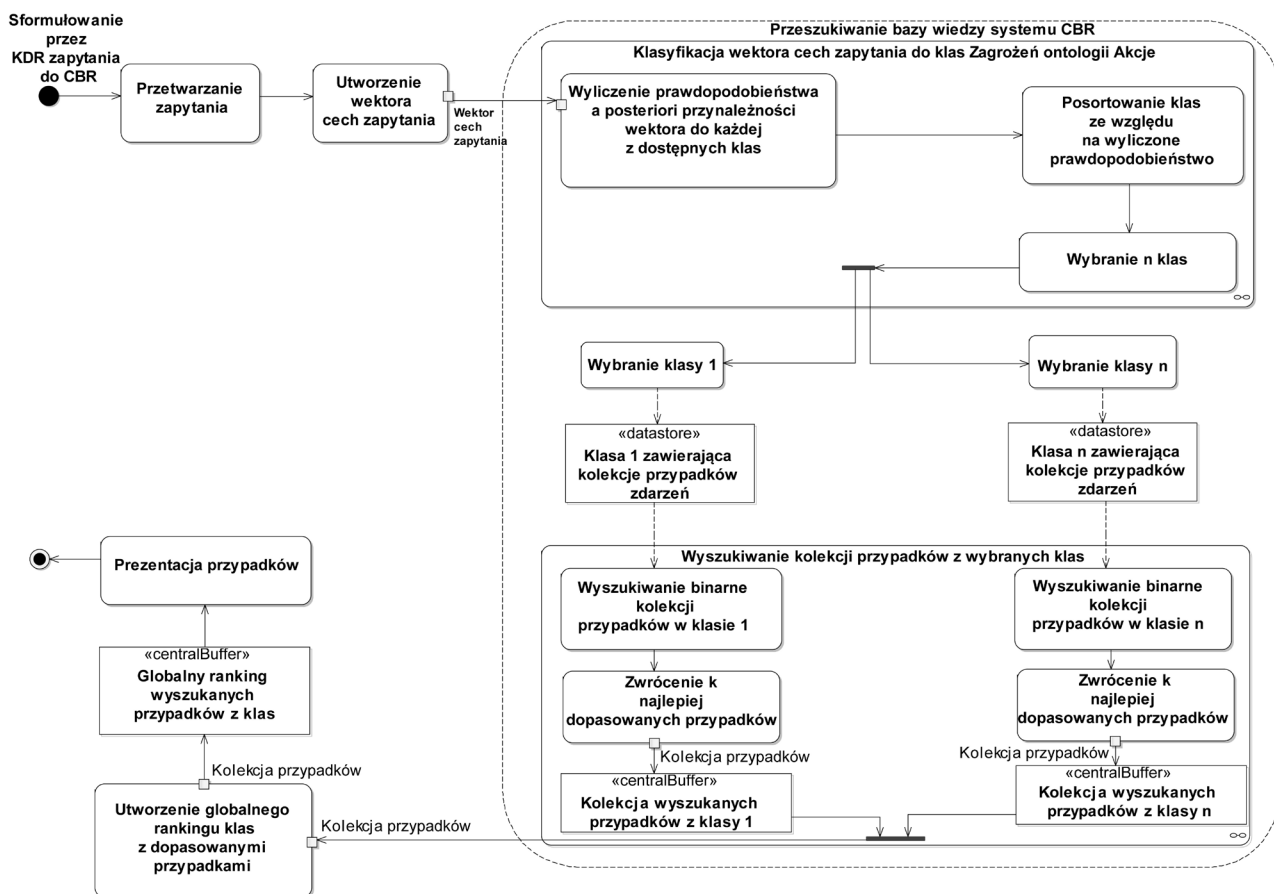 Sformułowanie
przez
KDR zapytania
do CBR
Przetwarzanie
zapytania
Utworzenie
wektora
cech zapytania
Wektor
cech
zapytania
Przeszukiwanie bazy wiedzy systemu CBR
Klasyfikacja wektora cech zapytania do klas Zagrożeń ontologii Akcje
Wyliczenie prawdopodobieństwa
a posteriori przynależności
wektora do każdej
z dostępnych klas
Posortowanie klas
ze względu
na wyliczone
prawdopodobieństwo
Wybranie n klas
Wybranie klasy 1
Wybranie klasy n
«datastore»
Klasa 1 zawierająca
kolekcje przypadków
zdarzeń
«datastore»
Klasa n zawierająca
kolekcje przypadków
zdarzeń
Wyszukiwanie kolekcji przypadków z wybranych klas
Wyszukiwanie binarne
kolekcji
przypadków w klasie 1
Wyszukiwanie binarne
kolekcji
przypadków w klasie n
Zwrócenie k
najlepiej
dopasowanych przypadków
Zwrócenie k
najlepiej
dopasowanych przypadków
Kolekcja przypadków
Kolekcja przypadków
«centralBuffer»
Kolekcja wyszukanych
przypadków z klasy 1
«centralBuffer»
Kolekcja wyszukanych
przypadków z klasy n
Kolekcja przypadków
Utworzenie globalnego
rankingu klas
z dopasowanymi
przypadkami
Kolekcja przypadków
«centralBuffer»
Globalny ranking
wyszukanych
przypadków z klas
Prezentacja przypadków